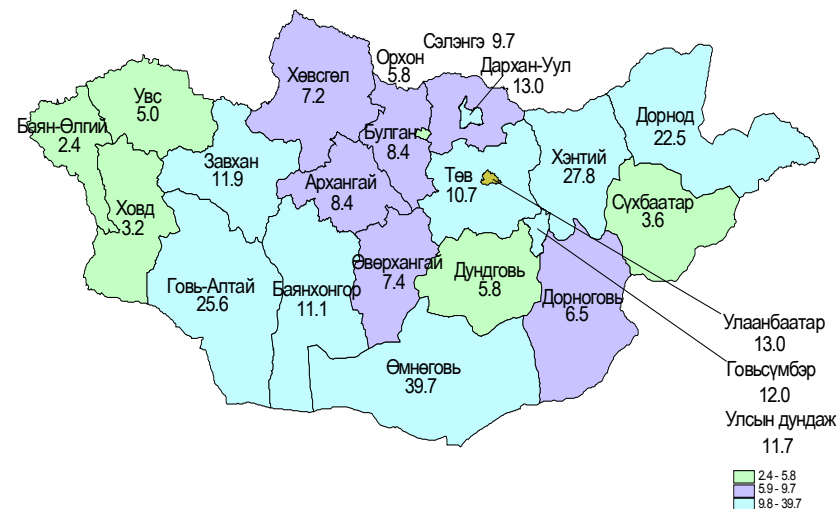 Сэлэнгэ 9.7
Орхон
5.8
Дархан-Уул
13.0
Хөвсгөл
7.2
Увс
5.0
Дорнод
22.5
Баян-Өлгий
2.4
Булган
8.4
Завхан
11.9
Хэнтий
27.8
Төв
10.7
Архангай
8.4
Сүхбаатар
3.6
Ховд
3.2
Өвөрхангай
7.4
Дундговь
5.8
Говь-Алтай
25.6
Баянхонгор
11.1
Дорноговь
6.5
Улаанбаатар
13.0
Өмнөговь
39.7
Говьсүмбэр
12.0
Улсын дундаж
11.7
2.4 - 5.8
5.9 - 9.7
9.8 - 39.7